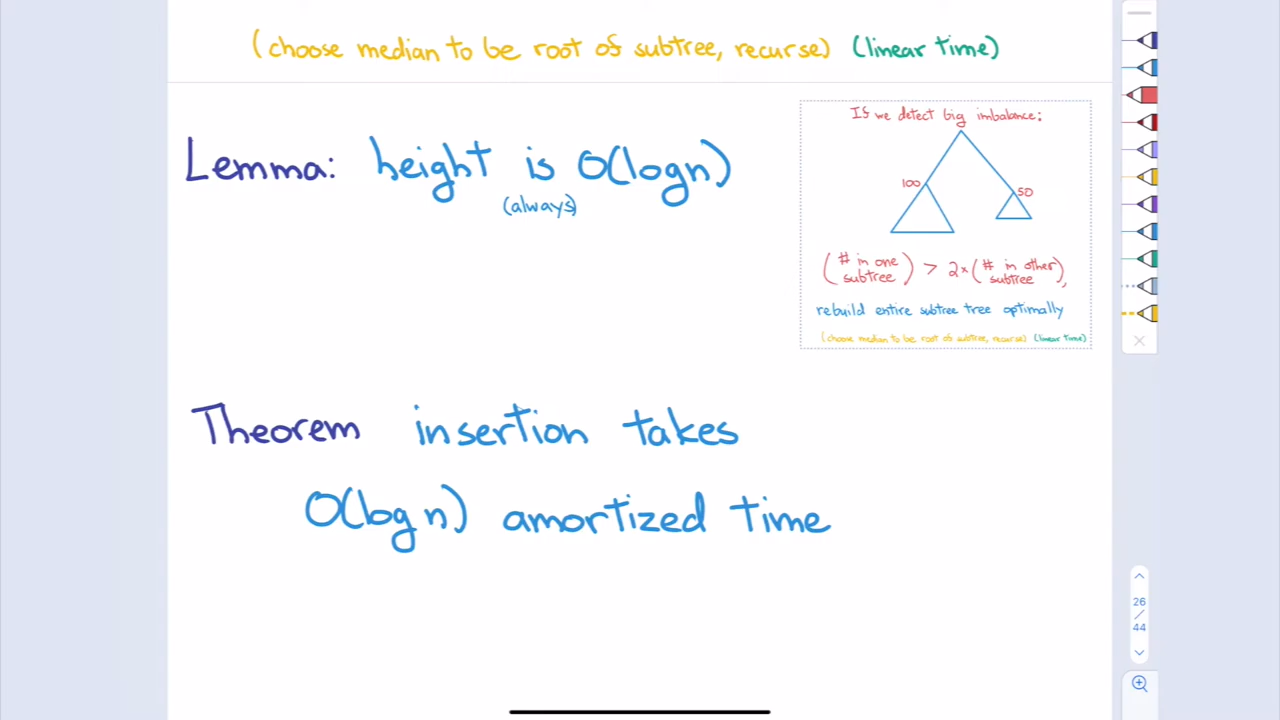 (choose median to be root of subtree, recurse) (linear time)
Lemma: height is O(logn)
(always)
If we detect big imbalance:
100
50
(# in one subtree) > 2×(# in other subtree),
rebuild entire subtree tree optimally
(choose median to be root of subtree, recurse) (linear time)
Theorem insertion takes
O(log n) amortized time
26
/
44